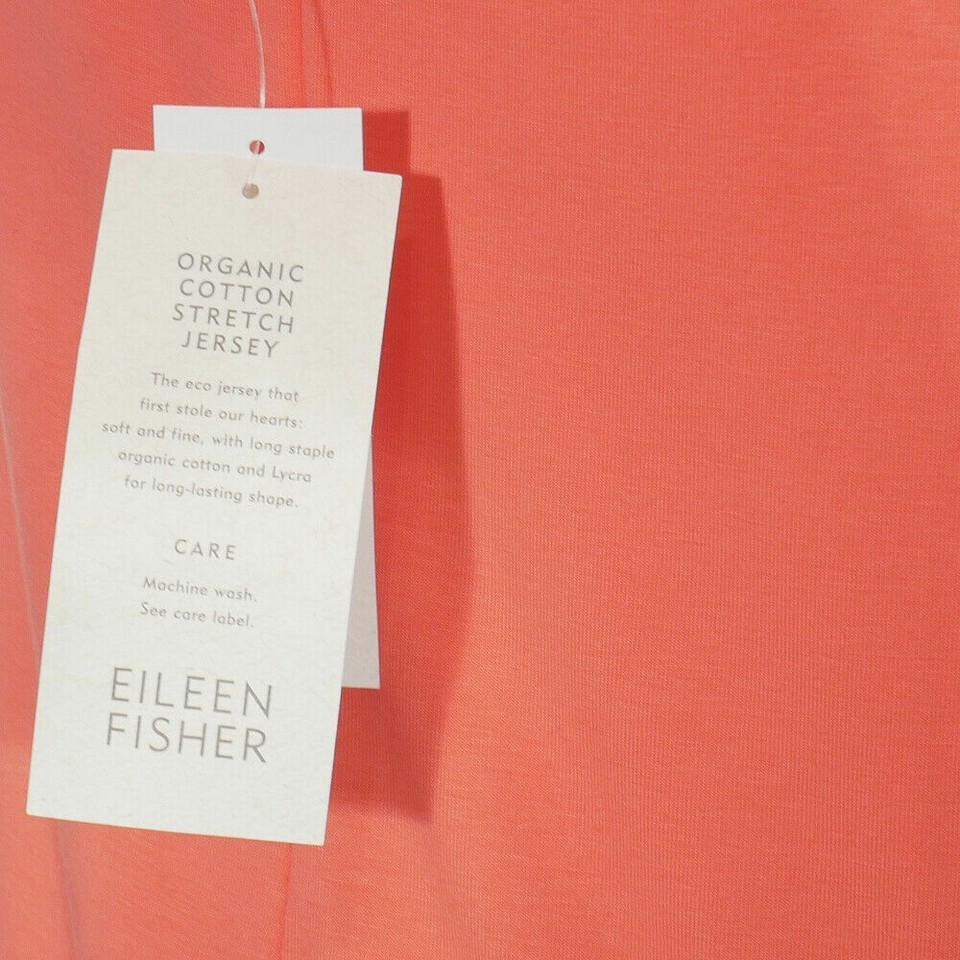 ORGANIC
COTTON
STRETCH
JERSEY
The eco jersey that
first stole our hearts:
soft and fine, with long staple
organic cotton and Lycra
for long-lasting shape.
CARE
Machine wash.
See care label.
EILEEN
FISHER